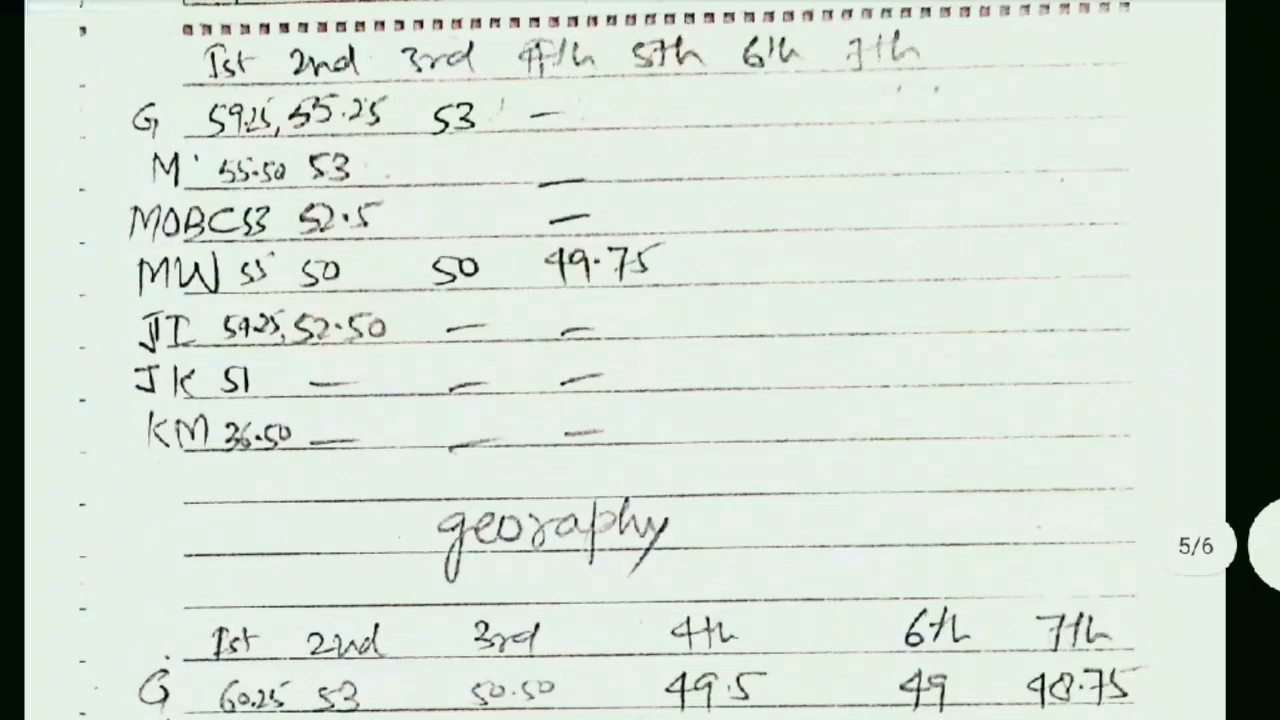 Ist 2nd 3rd 4th 5th 6th 7th
G 59.25, 55.25 53 —
M 55.50 53 —
MOBC 53 52.5 —
MW 55 50 50 49.75
JI 59.25, 52.50 — —
JK 51 — — —
KM 36.50 — — —
geography
5/6
Ist 2nd 3rd 4th 6th 7th
G 60.25 53 50.50 49.5 49 48.75